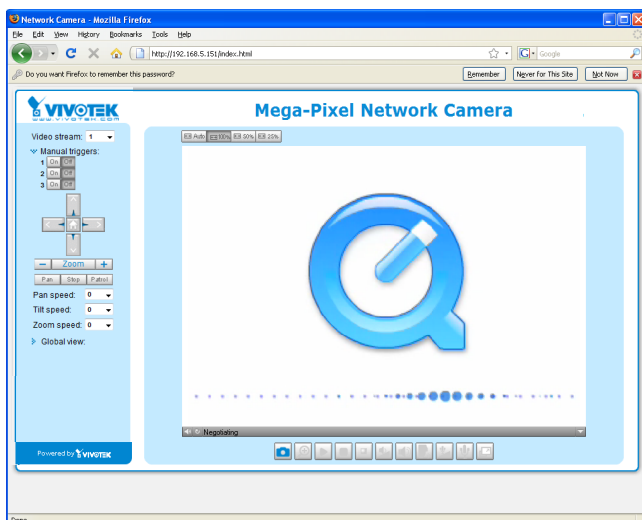 Network Camera - Mozilla Firefox
File Edit View History Bookmarks Tools Help
http://192.168.5.151/index.html
G Google
Do you want Firefox to remember this password?
Remember
Never for This Site
Not Now
VIVOTEK
WWW.VIVOTEK.COM
Mega-Pixel Network Camera
Video stream: 1
Manual triggers:
1 On Off
2 On Off
3 On Off
Auto 100% 50% 25%
Zoom
Pan Stop Patrol
Pan speed: 0
Tilt speed: 0
Zoom speed: 0
Global view:
Negotiating
Powered by VIVOTEK
Done